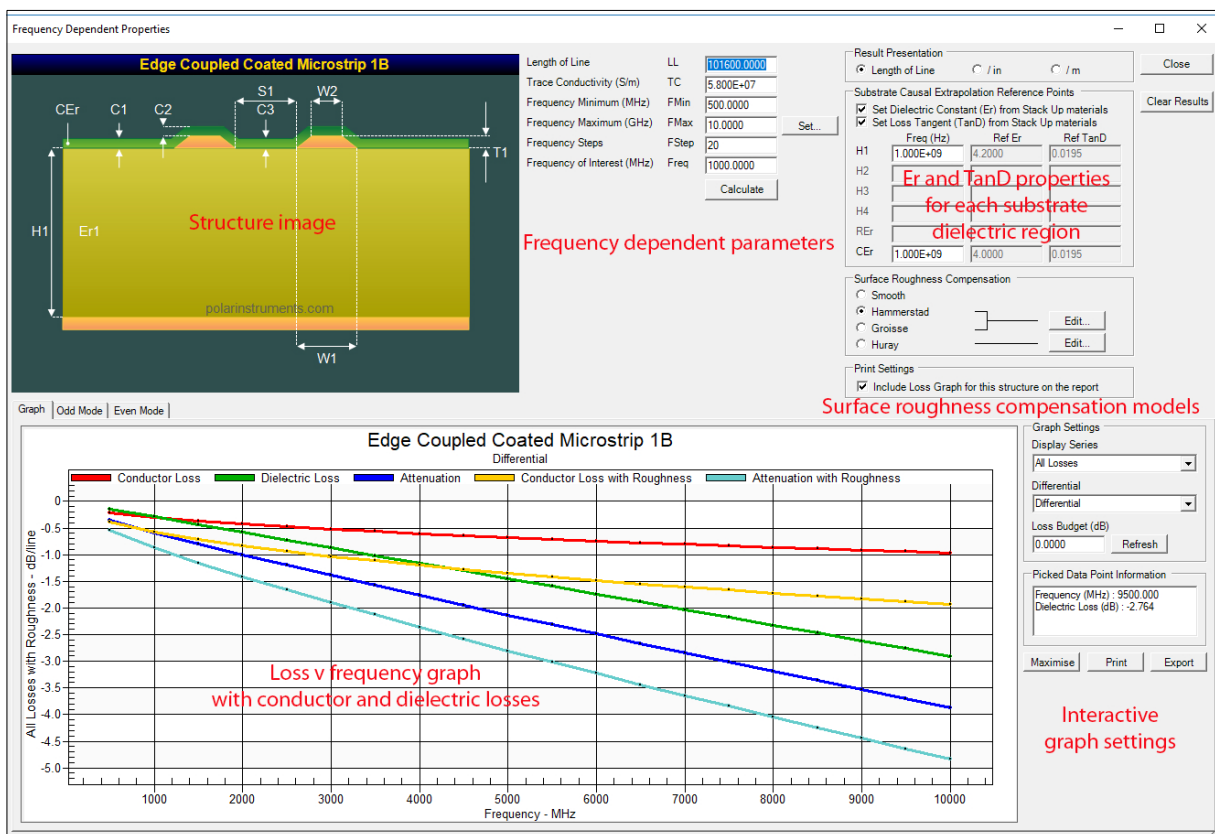 Frequency Dependent Properties
Edge Coupled Coated Microstrip 1B
CEr
C1
C2
S1
C3
W2
T1
H1
Er1
Structure image
polarinstruments.com
W1
Length of Line LL 101600.0000
Trace Conductivity (S/m) TC 5.800E+07
Frequency Minimum (MHz) FMin 500.0000
Frequency Maximum (GHz) FMax 10.0000 Set...
Frequency Steps FStep 20
Frequency of Interest (MHz) Freq 1000.0000
Calculate
Frequency dependent parameters
Result Presentation
Length of Line / in / m
Close
Clear Results
Substrate Causal Extrapolation Reference Points
Set Dielectric Constant (Er) from Stack Up materials
Set Loss Tangent (TanD) from Stack Up materials
Freq (Hz) Ref Er Ref TanD
H1 1.000E+09 4.2000 0.0195
H2
H3
H4
REr
CEr 1.000E+09 4.0000 0.0195
Er and TanD properties
for each substrate
dielectric region
Surface Roughness Compensation
Smooth
Hammerstad
Groisse
Huray
Edit...
Edit...
Print Settings
Include Loss Graph for this structure on the report
Surface roughness compensation models
Graph Odd Mode Even Mode
Edge Coupled Coated Microstrip 1B
Differential
Conductor Loss Dielectric Loss Attenuation Conductor Loss with Roughness Attenuation with Roughness
All Losses with Roughness - dB/line
0
-0.5
-1.0
-1.5
-2.0
-2.5
-3.0
-3.5
-4.0
-4.5
-5.0
Loss v frequency graph
with conductor and dielectric losses
1000 2000 3000 4000 5000 6000 7000 8000 9000 10000
Frequency - MHz
Graph Settings
Display Series
All Losses
Differential
Differential
Loss Budget (dB)
0.0000 Refresh
Picked Data Point Information
Frequency (MHz) : 9500.000
Dielectric Loss (dB) : -2.764
Maximise Print Export
Interactive
graph settings